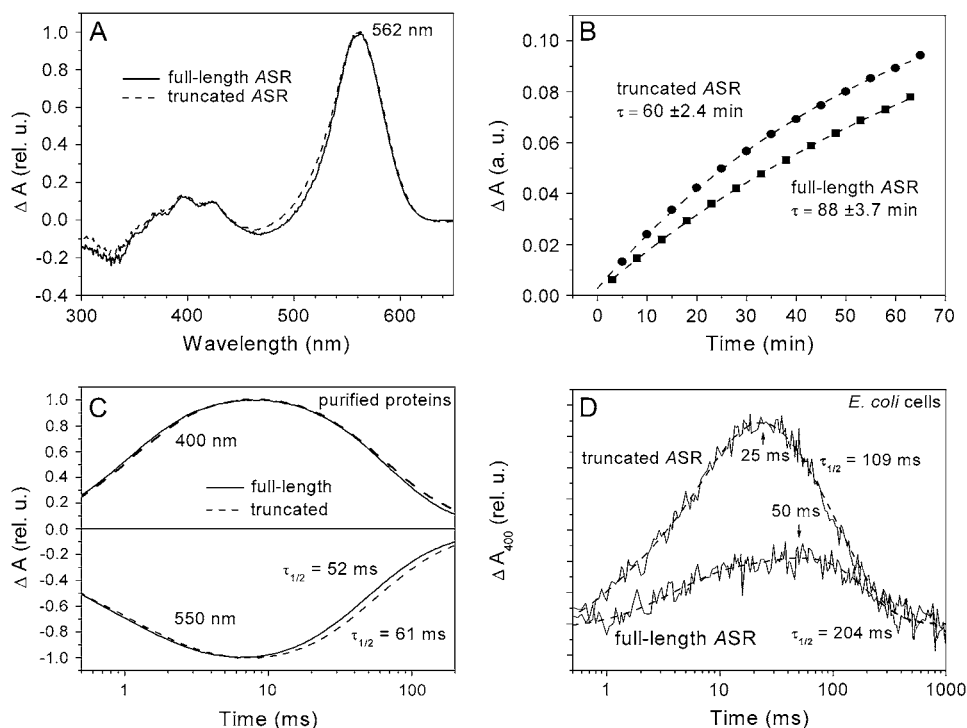 A
562 nm
full-length ASR
truncated ASR
Δ A (rel. u.)
1.0
0.8
0.6
0.4
0.2
0.0
-0.2
-0.4
300 400 500 600
Wavelength (nm)
B
truncated ASR
τ = 60 ±2.4 min
full-length ASR
τ = 88 ±3.7 min
Δ A (a. u.)
0.10
0.08
0.06
0.04
0.02
0.00
0 10 20 30 40 50 60 70
Time (min)
C
purified proteins
400 nm
full-length
truncated
τ1/2 = 52 ms
550 nm
τ1/2 = 61 ms
Δ A (rel. u.)
1.0
0.8
0.6
0.4
0.2
0.0
Δ A (rel. u.)
-0.2
-0.4
-0.6
-0.8
-1.0
1 10 100
Time (ms)
D
E. coli cells
truncated ASR
25 ms
τ1/2 = 109 ms
50 ms
full-length ASR
τ1/2 = 204 ms
Δ A400 (rel. u.)
1 10 100 1000
Time (ms)